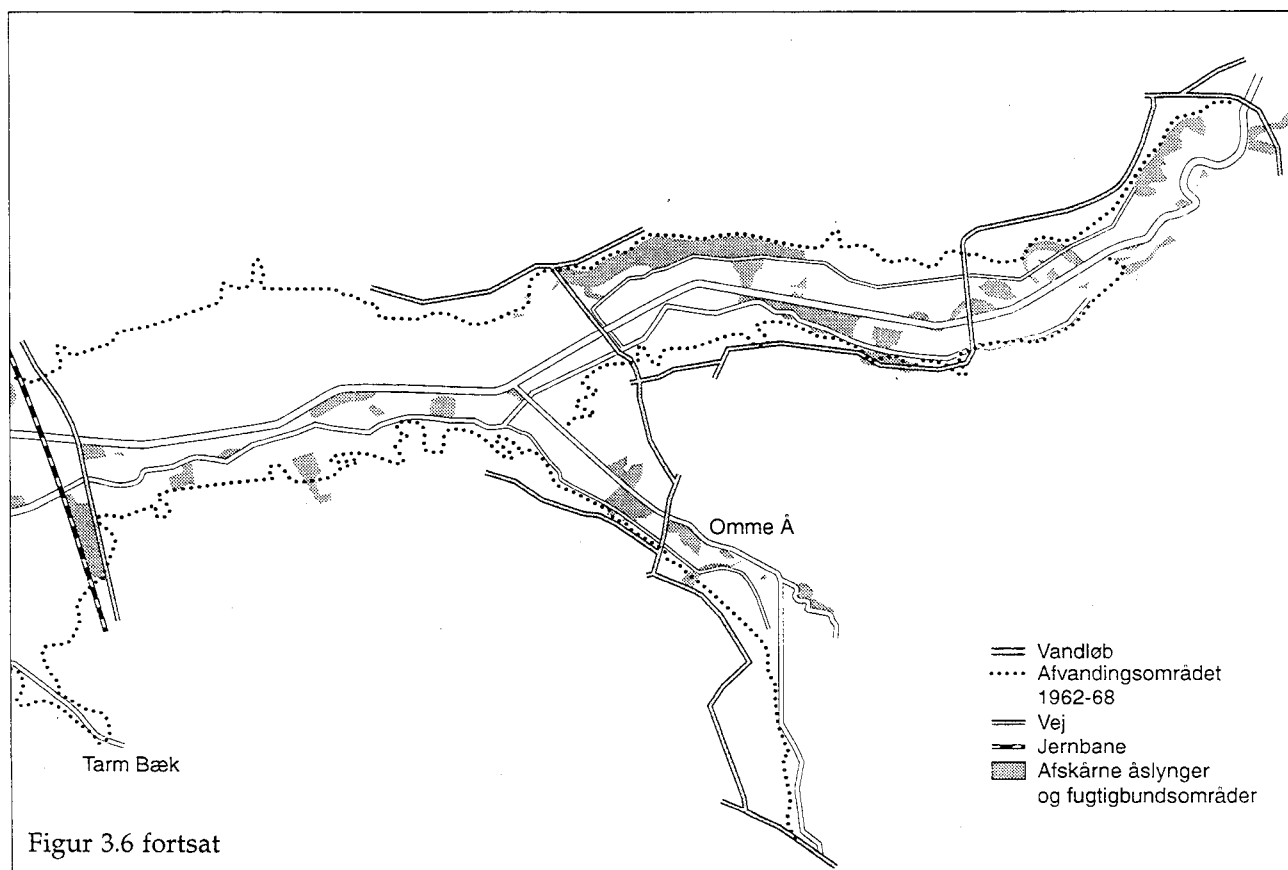 Omme Å
Vandløb
Afvandingsområdet
1962-68
Vej
Jernbane
Afskårne åslynger
og fugtigbundsområder
Tarm Bæk
Figur 3.6 fortsat